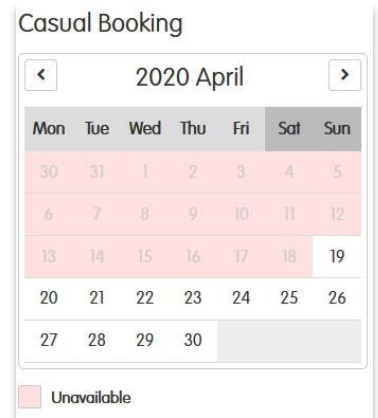 Casual Booking
< 2020 April >
Mon Tue Wed Thu Fri Sat Sun
30 31 1 2 3 4 5
6 7 8 9 10 11 12
13 14 15 16 17 18 19
20 21 22 23 24 25 26
27 28 29 30
Unavailable